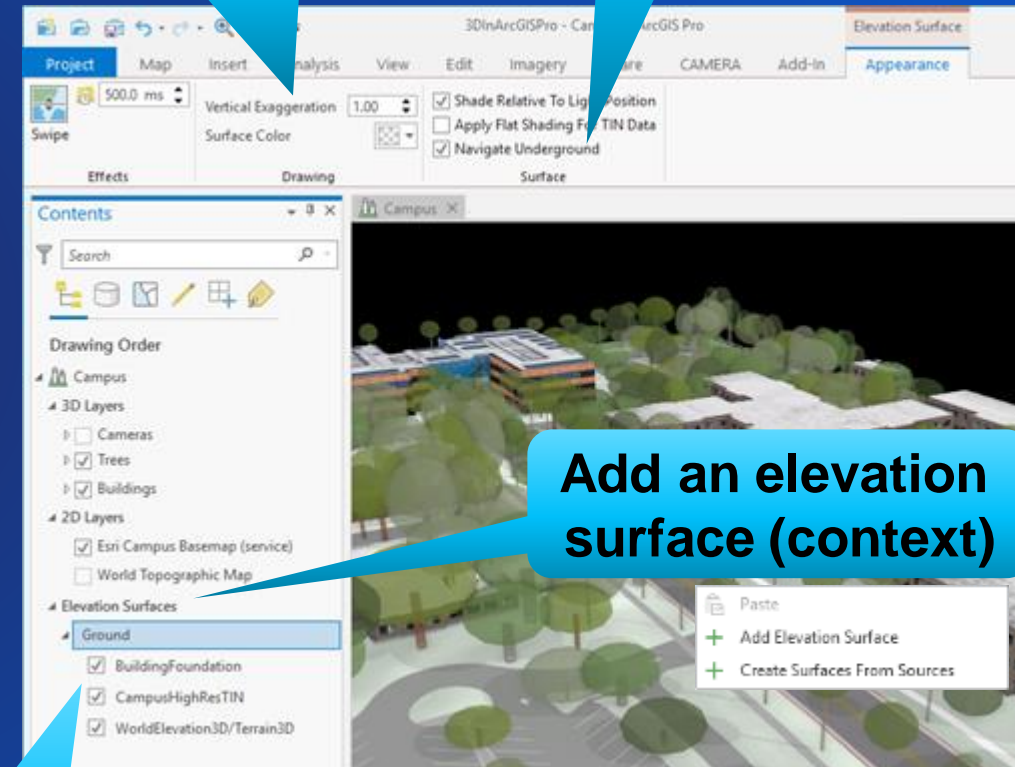 3DInArcGISPro - Cam ArcGIS Pro
Elevation Surface
Project Map Insert Analysis View Edit Imagery CAMERA Add-In Appearance
500.0 ms
Swipe
Vertical Exaggeration 1.00
Surface Color
Shade Relative To Light Position
Apply Flat Shading For TIN Data
Navigate Underground
Effects Drawing Surface
Contents
Campus
Search
Drawing Order
Campus
3D Layers
Cameras
Trees
Buildings
2D Layers
Esri Campus Basemap (service)
World Topographic Map
Elevation Surfaces
Ground
BuildingFoundation
CampusHighResTIN
WorldElevation3D/Terrain3D
Add an elevation
surface (context)
Paste
Add Elevation Surface
Create Surfaces From Sources